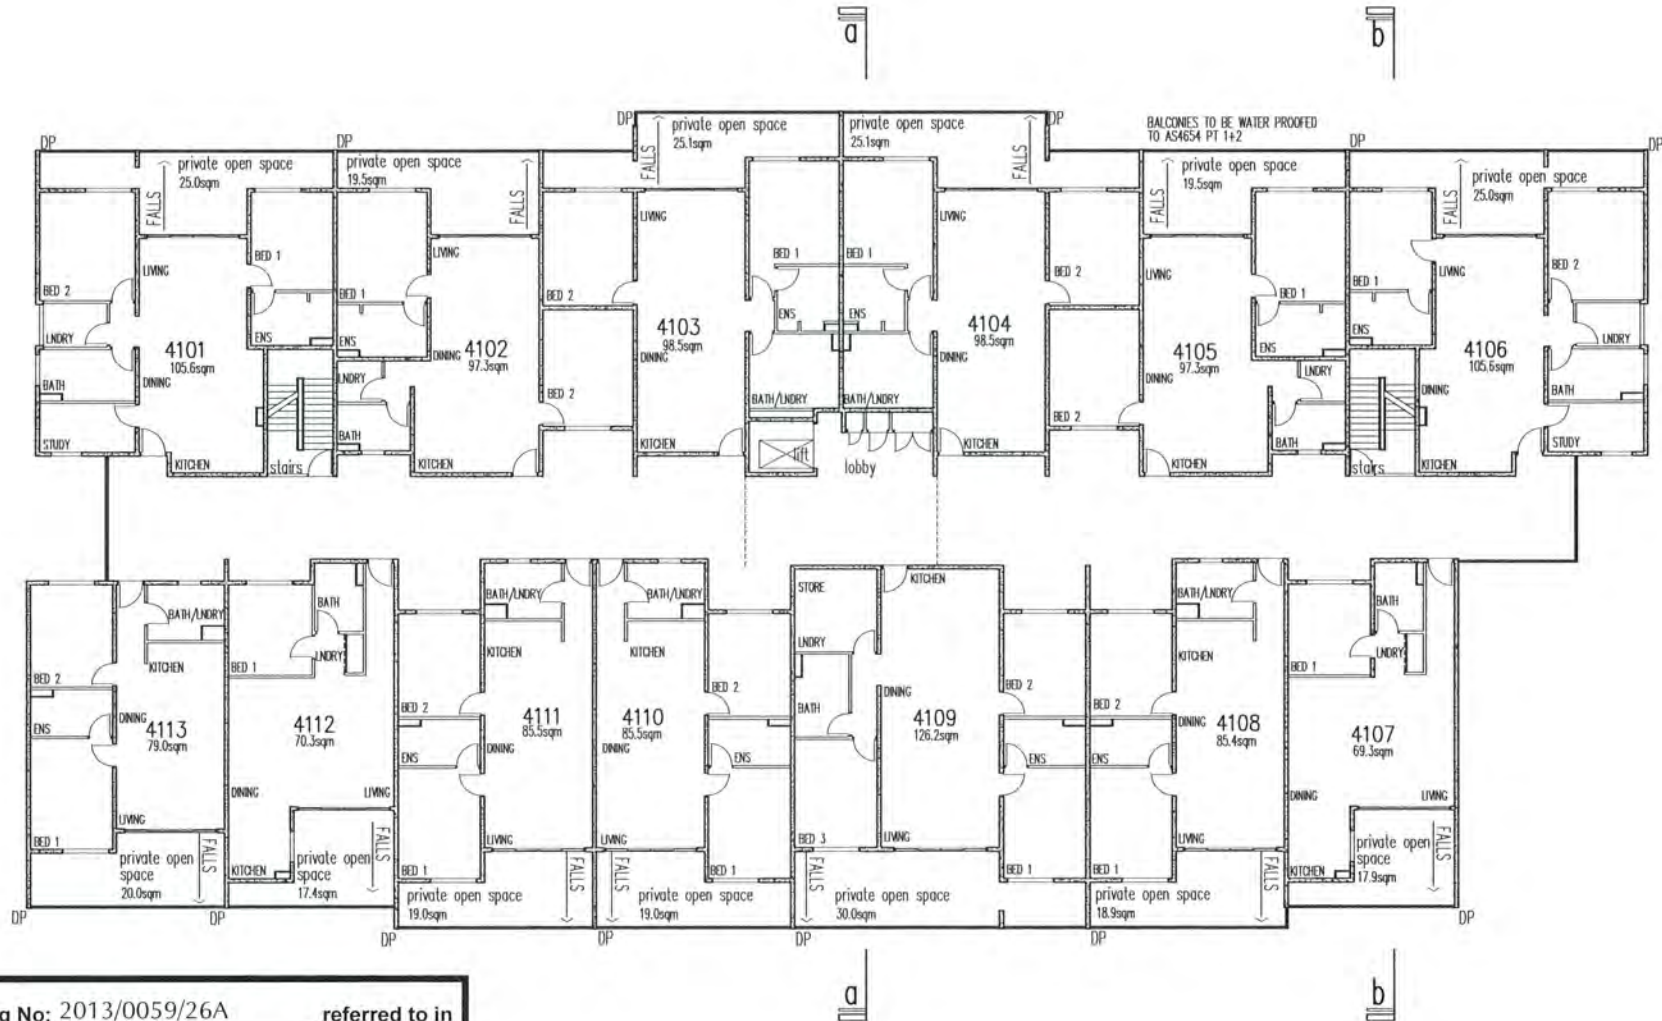 a
b
BALCONIES TO BE WATER PROOFED
TO AS4654 PT 1+2
DP
private open space
25.0sqm
FALLS
DP
private open space
19.5sqm
FALLS
DP
private open space
25.1sqm
FALLS
private open space
25.1sqm
FALLS
DP
private open space
19.5sqm
FALLS
DP
private open space
25.0sqm
FALLS
DP
BED 2
LNDRY
BATH
STUDY
LIVING
4101
105.6sqm
DINING
KITCHEN
BED 1
ENS
stairs
BED 1
ENS
LNDRY
BATH
LIVING
4102
97.3sqm
DINING
KITCHEN
BED 2
BED 2
LIVING
4103
98.5sqm
DINING
KITCHEN
BED 1
ENS
BATH/LNDRY
lift
lobby
BED 1
ENS
BATH/LNDRY
LIVING
4104
98.5sqm
DINING
KITCHEN
BED 2
BED 2
LIVING
4105
97.3sqm
DINING
KITCHEN
BED 1
ENS
LNDRY
BATH
stairs
BED 1
ENS
LIVING
4106
105.6sqm
DINING
KITCHEN
BED 2
LNDRY
BATH
STUDY
BED 2
ENS
BED 1
BATH/LNDRY
KITCHEN
DINING
4113
79.0sqm
LIVING
private open
space
20.0sqm
FALLS
DP
DP
BATH
BED 1
LNDRY
4112
70.3sqm
DINING
LIVING
KITCHEN
private open
space
17.4sqm
FALLS
DP
BED 2
ENS
BED 1
BATH/LNDRY
KITCHEN
4111
85.5sqm
DINING
LIVING
private open space
19.0sqm
FALLS
DP
BATH/LNDRY
KITCHEN
4110
85.5sqm
DINING
LIVING
BED 2
ENS
BED 1
FALLS
private open space
19.0sqm
DP
STORE
LNDRY
BATH
BED 3
KITCHEN
DINING
4109
126.2sqm
LIVING
BED 2
ENS
BED 1
FALLS
private open space
30.0sqm
DP
BED 2
ENS
BED 1
BATH/LNDRY
KITCHEN
DINING
4108
85.4sqm
LIVING
private open space
18.9sqm
FALLS
BATH
BED 1
LNDRY
4107
69.3sqm
DINING
LIVING
KITCHEN
private open
space
17.9sqm
FALLS
DP
a
b
No: 2013/0059/26A referred to in